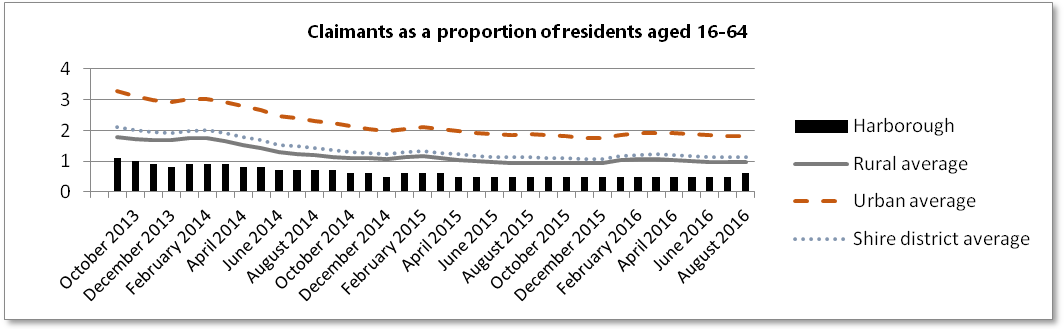 Claimants as a proportion of residents aged 16-64
4
3
2
1
0
October 2013
December 2013
February 2014
April 2014
June 2014
August 2014
October 2014
December 2014
February 2015
April 2015
June 2015
August 2015
October 2015
December 2015
February 2016
April 2016
June 2016
August 2016
Harborough
Rural average
Urban average
Shire district average